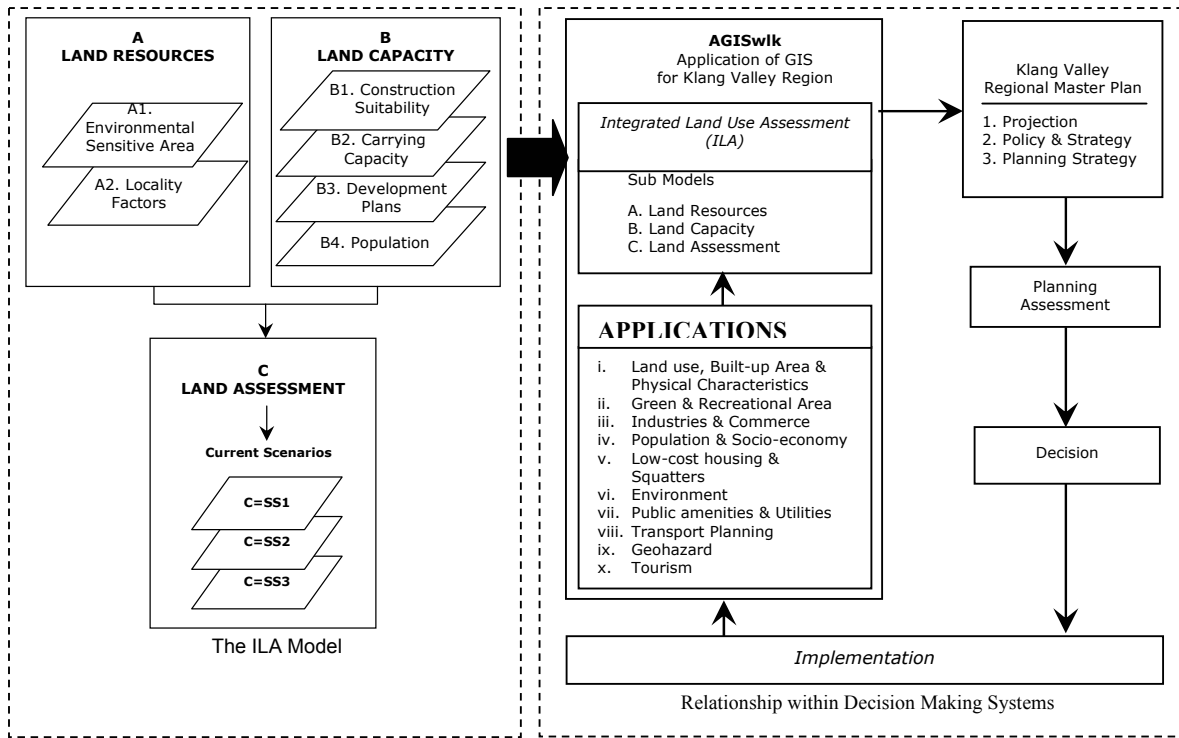 A
LAND RESOURCES
A1.
Environmental
Sensitive Area
A2. Locality
Factors
B
LAND CAPACITY
B1. Construction
Suitability
B2. Carrying
Capacity
B3. Development
Plans
B4. Population
C
LAND ASSESSMENT
Current Scenarios
C=SS1
C=SS2
C=SS3
The ILA Model
AGISwlk
Application of GIS
for Klang Valley Region
Integrated Land Use Assessment
(ILA)
Sub Models
A. Land Resources
B. Land Capacity
C. Land Assessment
APPLICATIONS
i. Land use, Built-up Area &
Physical Characteristics
ii. Green & Recreational Area
iii. Industries & Commerce
iv. Population & Socio-economy
v. Low-cost housing &
Squatters
vi. Environment
vii. Public amenities & Utilities
viii. Transport Planning
ix. Geohazard
x. Tourism
Klang Valley
Regional Master Plan
1. Projection
2. Policy & Strategy
3. Planning Strategy
Planning
Assessment
Decision
Implementation
Relationship within Decision Making Systems